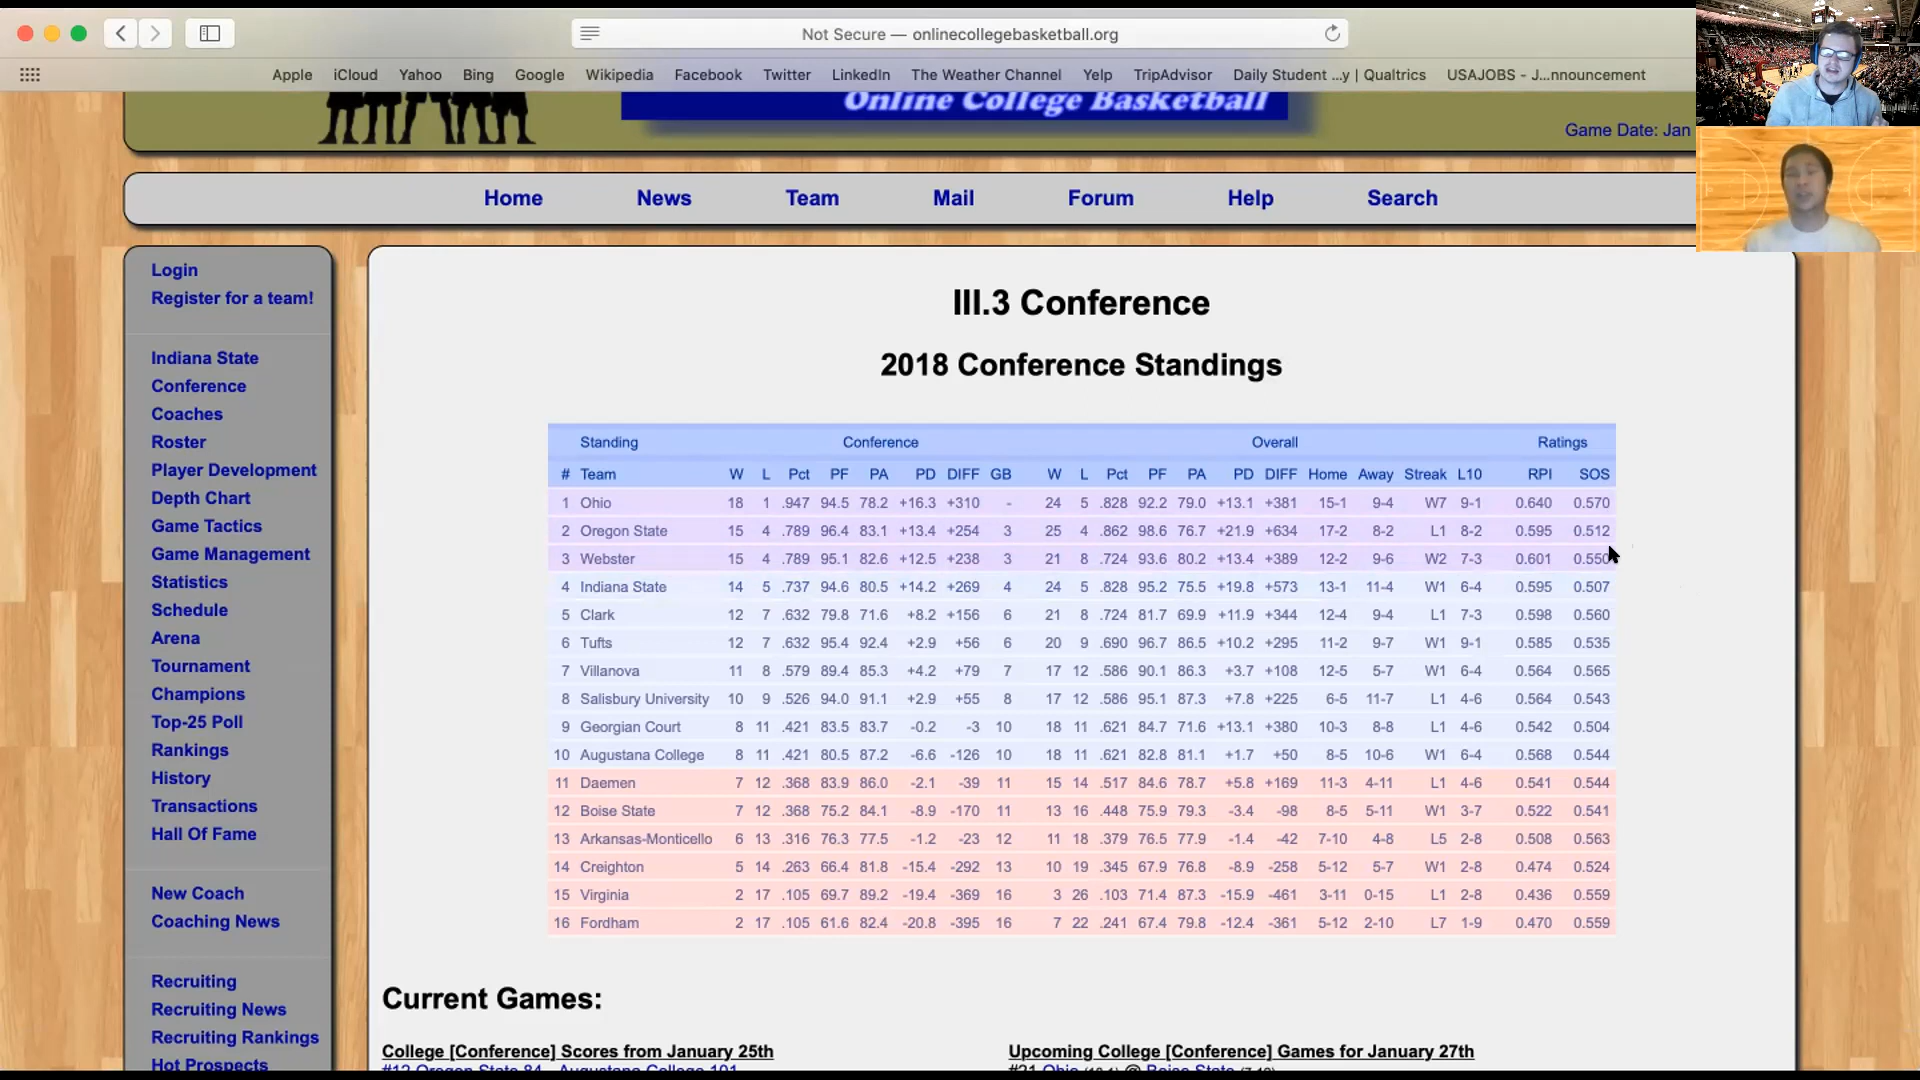 Not Secure — onlinecollegebasketball.org
Apple iCloud Yahoo Bing Google Wikipedia Facebook Twitter LinkedIn The Weather Channel Yelp TripAdvisor Daily Student ...y | Qualtrics USAJOBS - J...nnouncement
Online College Basketball
Game Date: Jan
Home News Team Mail Forum Help Search
Login
Register for a team!
Indiana State
Conference
Coaches
Roster
Player Development
Depth Chart
Game Tactics
Game Management
Statistics
Schedule
Arena
Tournament
Champions
Top-25 Poll
Rankings
History
Transactions
Hall Of Fame
New Coach
Coaching News
Recruiting
Recruiting News
Recruiting Rankings
Hot Prospects
III.3 Conference
2018 Conference Standings
Standing Conference Overall Ratings
# Team W L Pct PF PA PD DIFF GB W L Pct PF PA PD DIFF Home Away Streak L10 RPI SOS
1 Ohio 18 1 .947 94.5 78.2 +16.3 +310 - 24 5 .828 92.2 79.0 +13.1 +381 15-1 9-4 W7 9-1 0.640 0.570
2 Oregon State 15 4 .789 96.4 83.1 +13.4 +254 3 25 4 .862 98.6 76.7 +21.9 +634 17-2 8-2 L1 8-2 0.595 0.512
3 Webster 15 4 .789 95.1 82.6 +12.5 +238 3 21 8 .724 93.6 80.2 +13.4 +389 12-2 9-6 W2 7-3 0.601 0.550
4 Indiana State 14 5 .737 94.6 80.5 +14.2 +269 4 24 5 .828 95.2 75.5 +19.8 +573 13-1 11-4 W1 6-4 0.595 0.507
5 Clark 12 7 .632 79.8 71.6 +8.2 +156 6 21 8 .724 81.7 69.9 +11.9 +344 12-4 9-4 L1 7-3 0.598 0.560
6 Tufts 12 7 .632 95.4 92.4 +2.9 +56 6 20 9 .690 96.7 86.5 +10.2 +295 11-2 9-7 W1 9-1 0.585 0.535
7 Villanova 11 8 .579 89.4 85.3 +4.2 +79 7 17 12 .586 90.1 86.3 +3.7 +108 12-5 5-7 W1 6-4 0.564 0.565
8 Salisbury University 10 9 .526 94.0 91.1 +2.9 +55 8 17 12 .586 95.1 87.3 +7.8 +225 6-5 11-7 L1 4-6 0.564 0.543
9 Georgian Court 8 11 .421 83.5 83.7 -0.2 -3 10 18 11 .621 84.7 71.6 +13.1 +380 10-3 8-8 L1 4-6 0.542 0.504
10 Augustana College 8 11 .421 80.5 87.2 -6.6 -126 10 18 11 .621 82.8 81.1 +1.7 +50 8-5 10-6 W1 6-4 0.568 0.544
11 Daemen 7 12 .368 83.9 86.0 -2.1 -39 11 15 14 .517 84.6 78.7 +5.8 +169 11-3 4-11 L1 4-6 0.541 0.544
12 Boise State 7 12 .368 75.2 84.1 -8.9 -170 11 13 16 .448 75.9 79.3 -3.4 -98 8-5 5-11 W1 3-7 0.522 0.541
13 Arkansas-Monticello 6 13 .316 76.3 77.5 -1.2 -23 12 11 18 .379 76.5 77.9 -1.4 -42 7-10 4-8 L5 2-8 0.508 0.563
14 Creighton 5 14 .263 66.4 81.8 -15.4 -292 13 10 19 .345 67.9 76.8 -8.9 -258 5-12 5-7 W1 2-8 0.474 0.524
15 Virginia 2 17 .105 69.7 89.2 -19.4 -369 16 3 26 .103 71.4 87.3 -15.9 -461 3-11 0-15 L1 2-8 0.436 0.559
16 Fordham 2 17 .105 61.6 82.4 -20.8 -395 16 7 22 .241 67.4 79.8 -12.4 -361 5-12 2-10 L7 1-9 0.470 0.559
Current Games:
College [Conference] Scores from January 25th
#12 Oregon State 84 Augustana College 101
Upcoming College [Conference] Games for January 27th
#21 Ohio @ Boise State